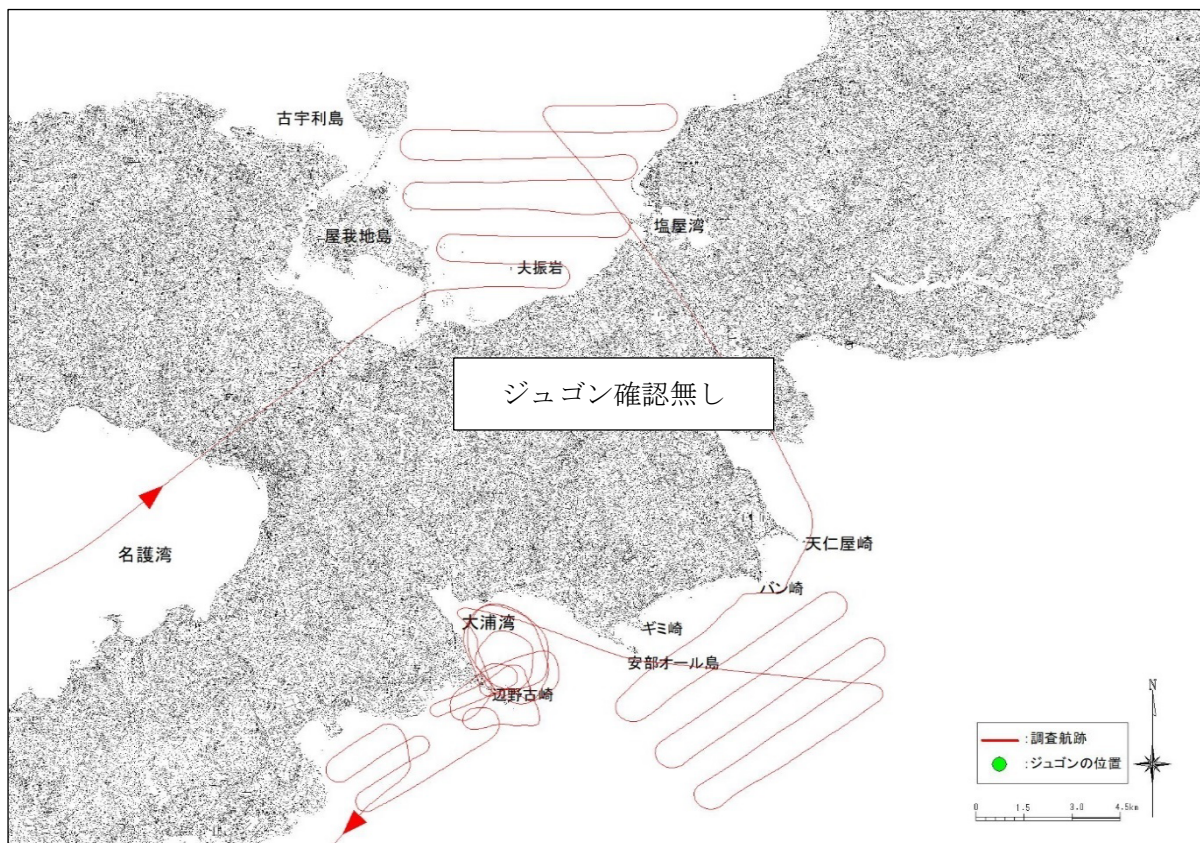 古宇利島
塩屋湾
屋我地島
大振岩
ジュゴン確認無し
天仁屋崎
名護湾
バン崎
大浦湾
ギミ崎
安部オール島
辺野古崎
N
:調査航跡
:ジュゴンの位置
0 1.5 3.0 4.5km